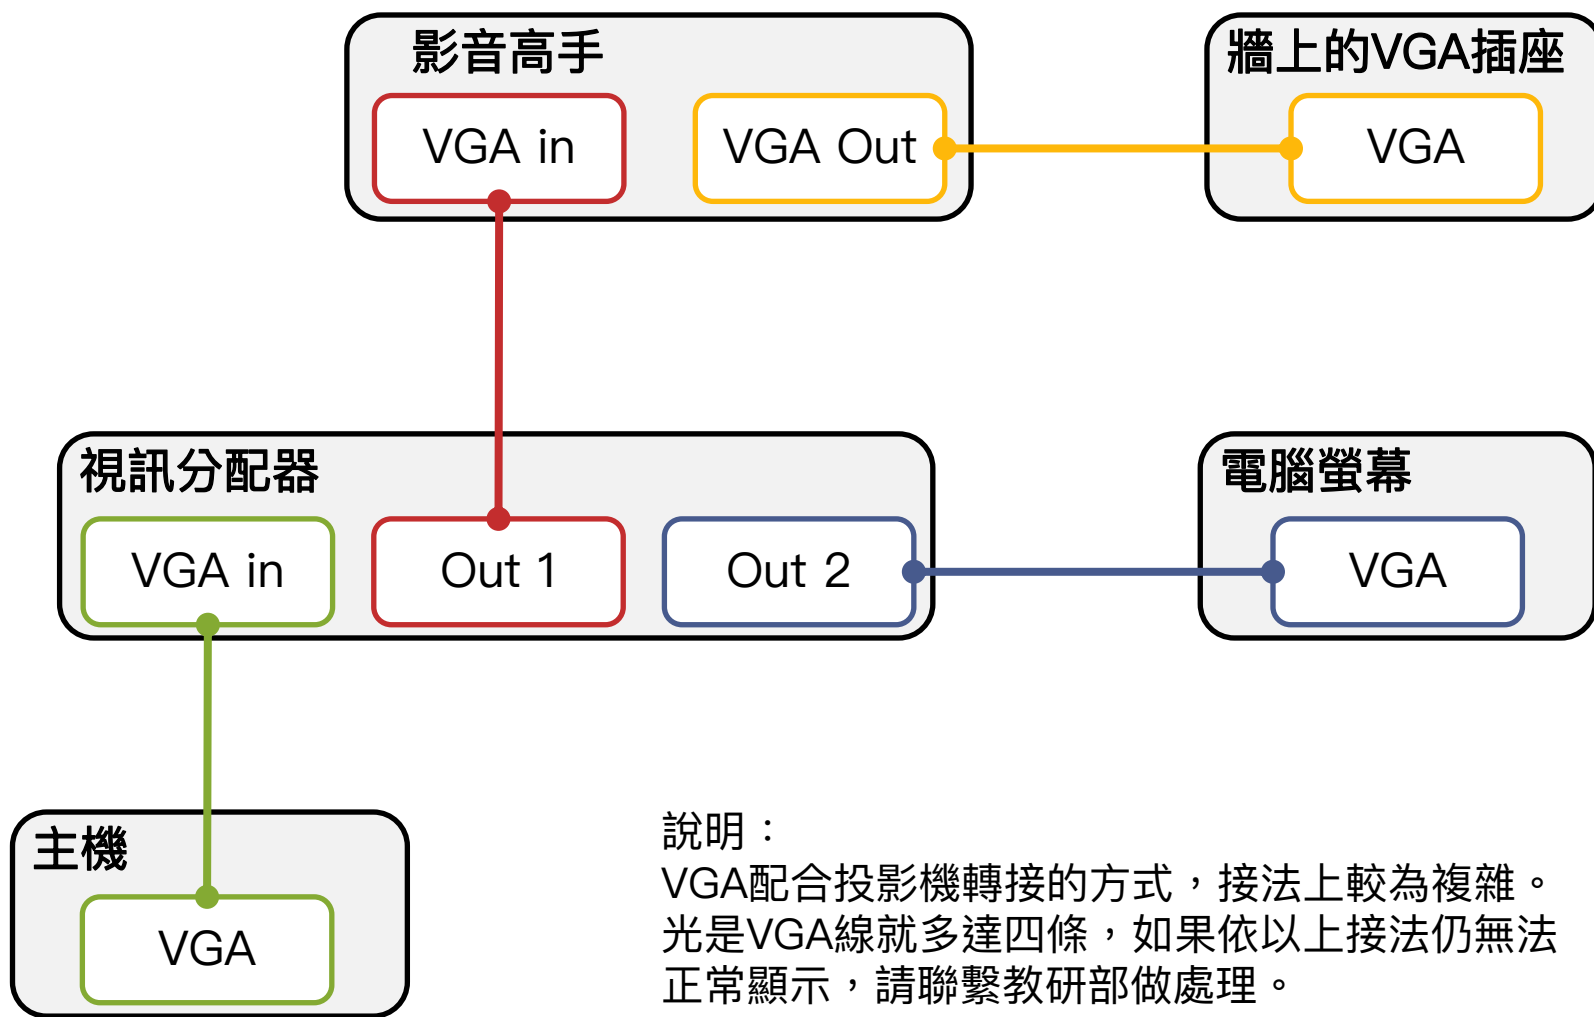 影音高手
VGA in
VGA Out
牆上的VGA插座
VGA
視訊分配器
VGA in
Out 1
Out 2
電腦螢幕
VGA
主機
VGA
說明：
VGA配合投影機轉接的方式，接法上較為複雜。
光是VGA線就多達四條，如果依以上接法仍無法
正常顯示，請聯繫教研部做處理。